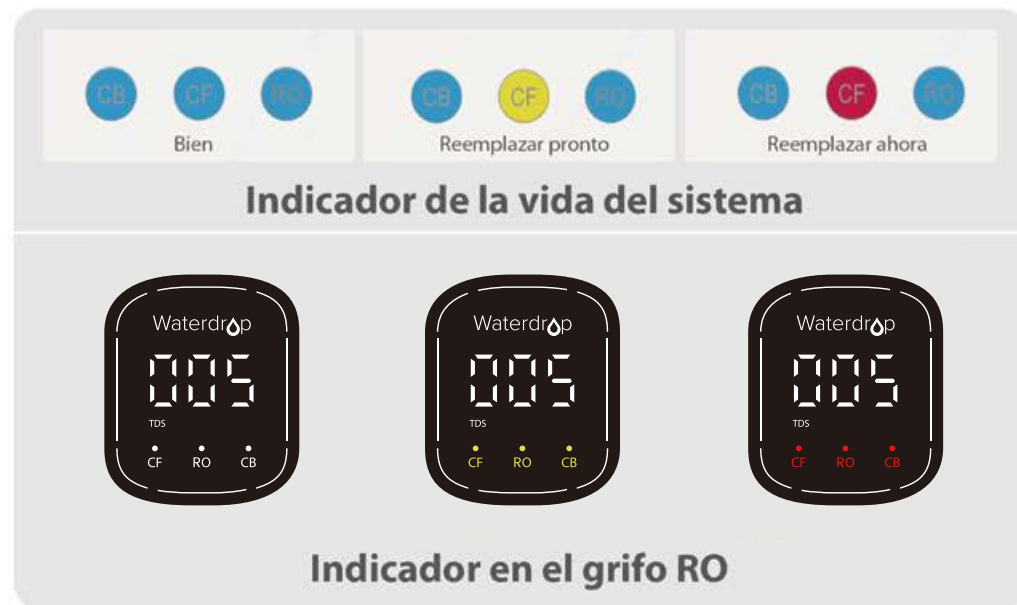 CB CF RO
Bien
CB CF RO
Reemplazar pronto
CB CF RO
Reemplazar ahora
Indicador de la vida del sistema
Waterdrop
005
TDS
CF RO CB
Waterdrop
005
TDS
CF RO CB
Waterdrop
005
TDS
CF RO CB
Indicador en el grifo RO